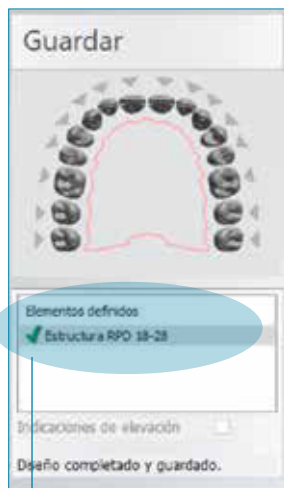 Guardar
Elementos definidos
Estructura RPD 18-28
Indicaciones de elevación
Diseño completado y guardado.